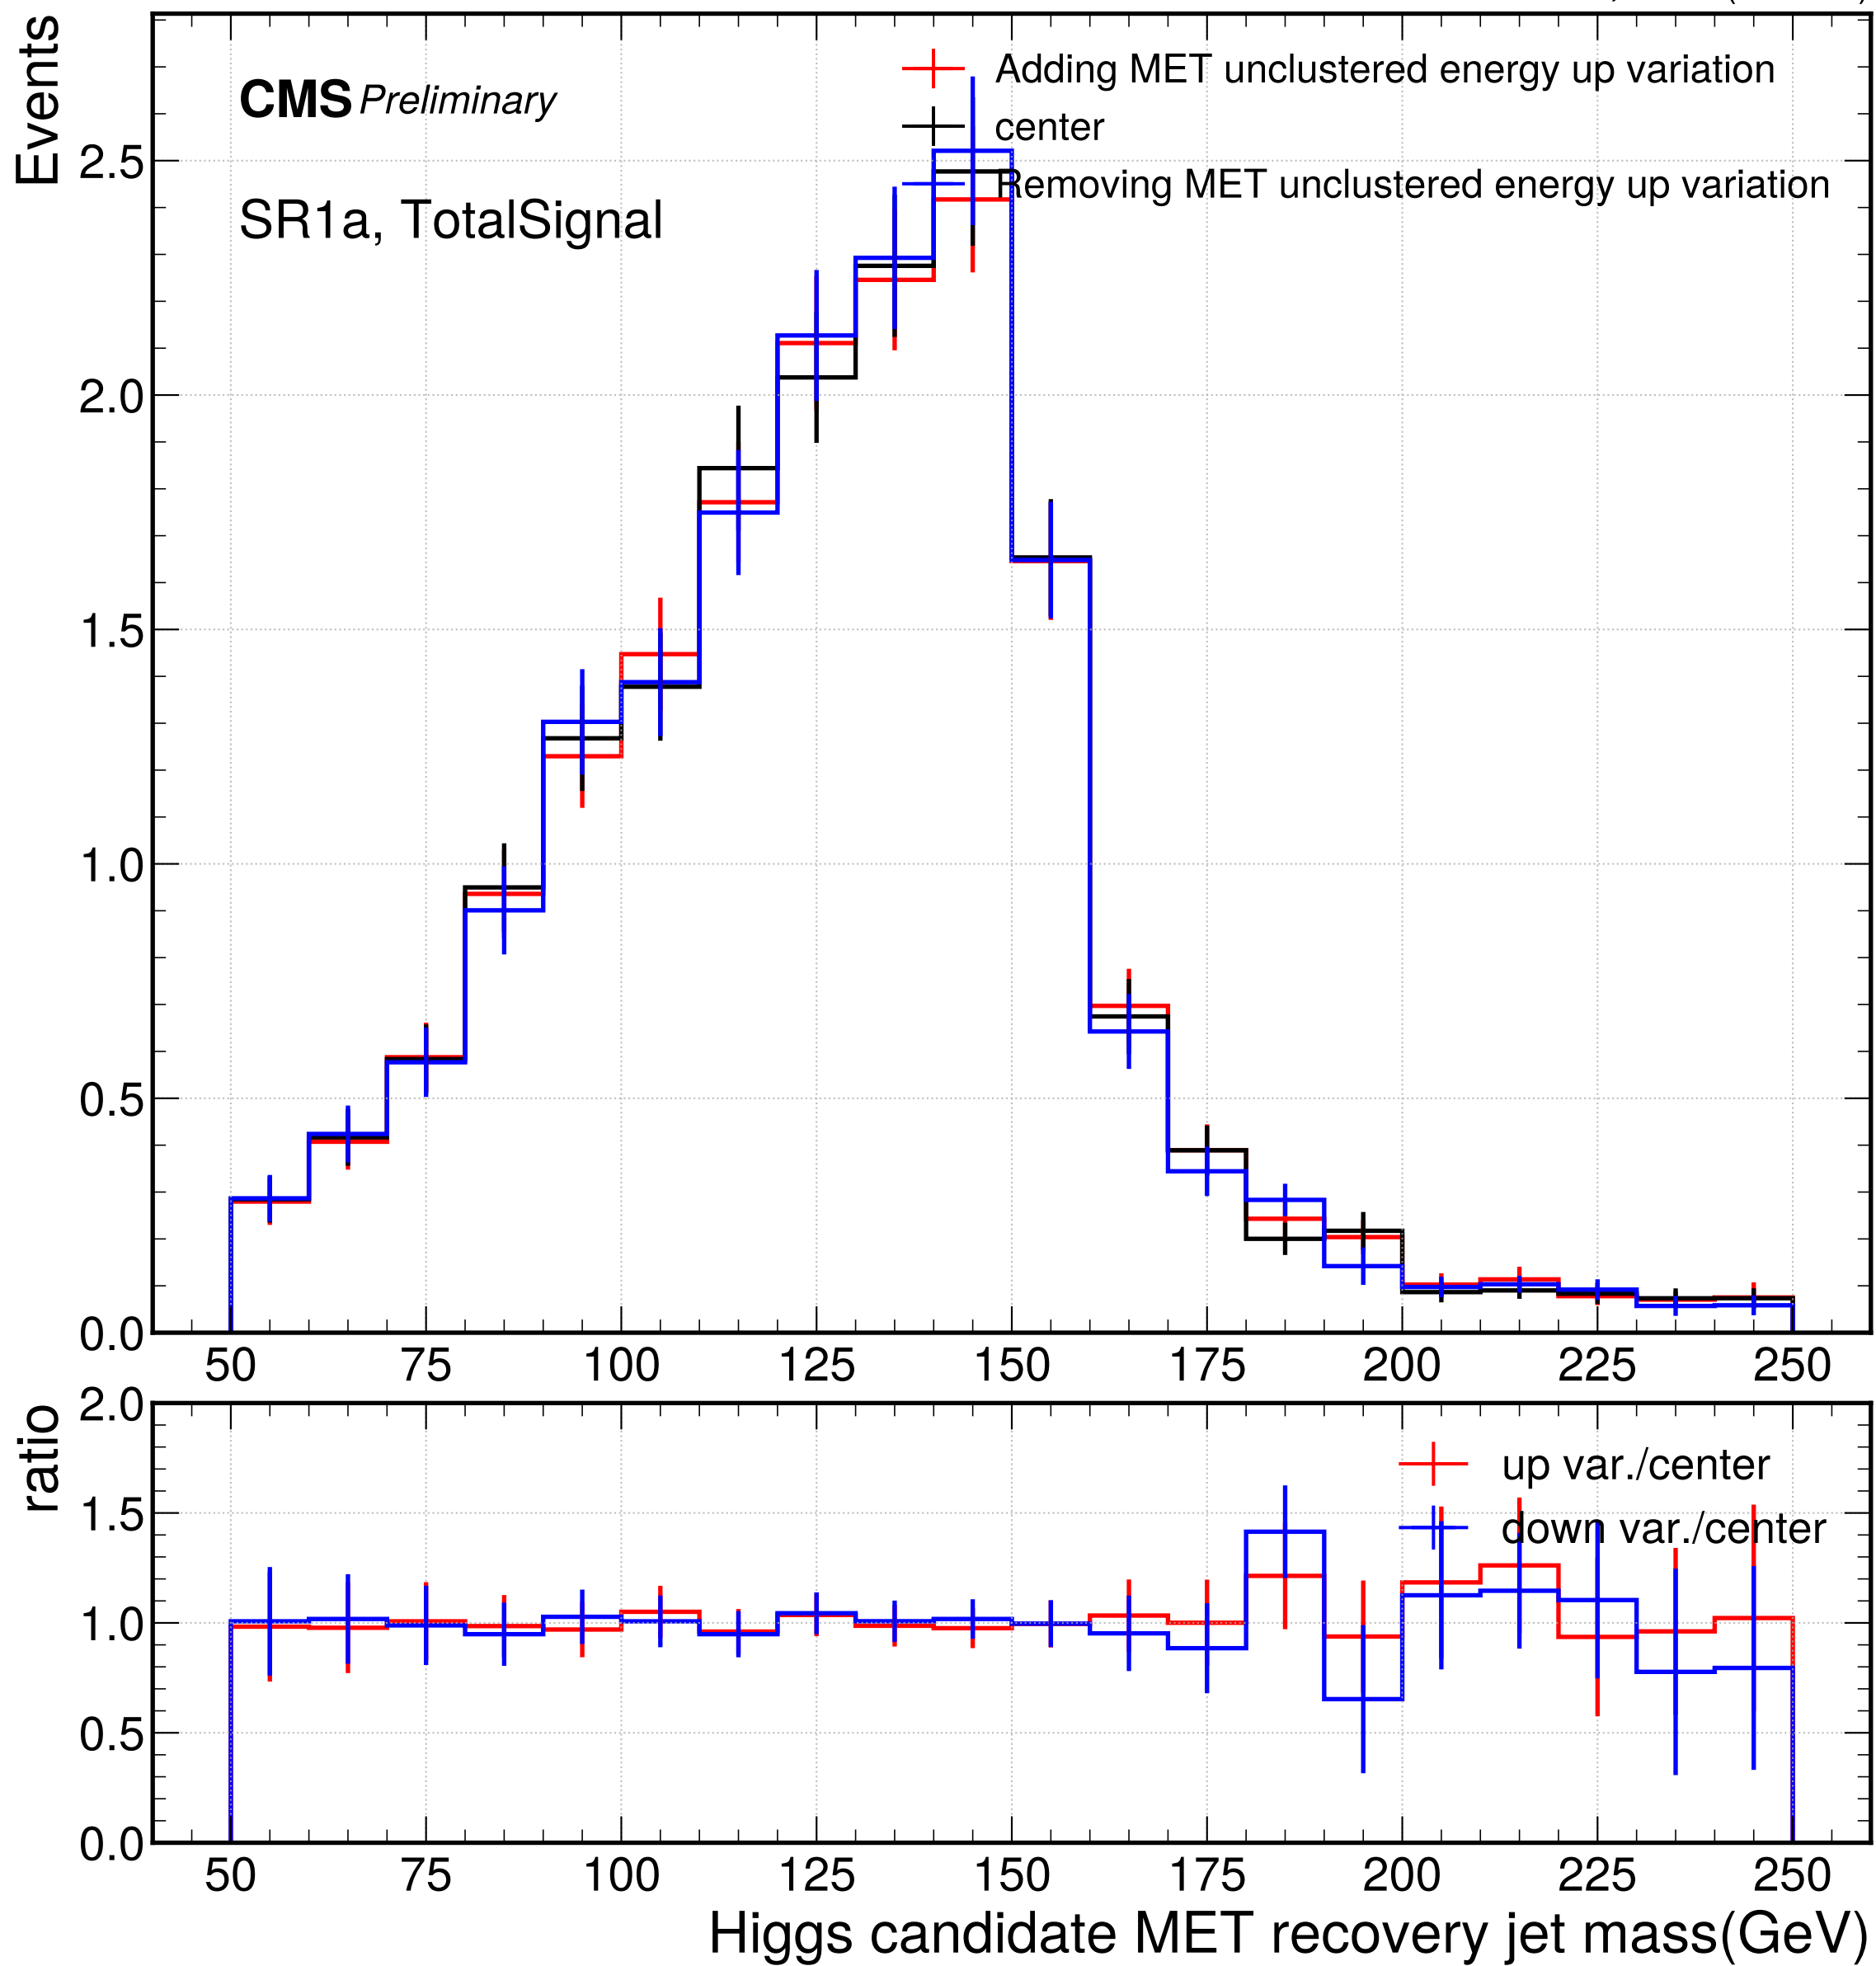 Events
CMS Preliminary
SR1a, TotalSignal
Adding MET unclustered energy up variation
center
Removing MET unclustered energy up variation
2.5
2.0
1.5
1.0
0.5
0.0
50 75 100 125 150 175 200 225 250
ratio
up var./center
down var./center
2.0
1.5
1.0
0.5
0.0
50 75 100 125 150 175 200 225 250
Higgs candidate MET recovery jet mass(GeV)